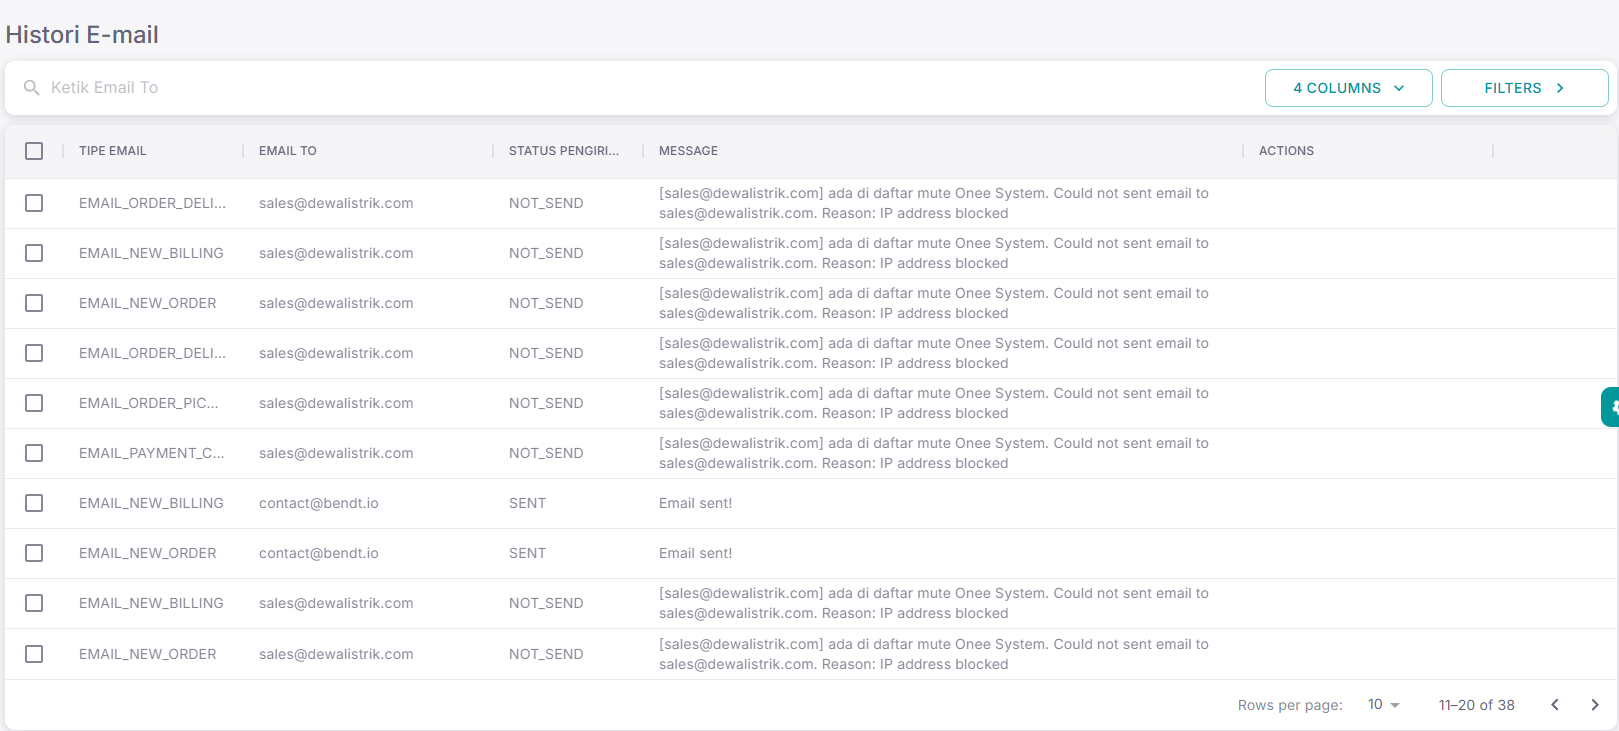 Histori E-mail
Ketik Email To
4 COLUMNS
FILTERS
TIPE EMAIL
EMAIL TO
STATUS PENGIRI...
MESSAGE
ACTIONS
EMAIL_ORDER_DELI...
sales@dewalistrik.com
NOT_SEND
[sales@dewalistrik.com] ada di daftar mute Onee System. Could not sent email to
sales@dewalistrik.com. Reason: IP address blocked
EMAIL_NEW_BILLING
sales@dewalistrik.com
NOT_SEND
[sales@dewalistrik.com] ada di daftar mute Onee System. Could not sent email to
sales@dewalistrik.com. Reason: IP address blocked
EMAIL_NEW_ORDER
sales@dewalistrik.com
NOT_SEND
[sales@dewalistrik.com] ada di daftar mute Onee System. Could not sent email to
sales@dewalistrik.com. Reason: IP address blocked
EMAIL_ORDER_DELI...
sales@dewalistrik.com
NOT_SEND
[sales@dewalistrik.com] ada di daftar mute Onee System. Could not sent email to
sales@dewalistrik.com. Reason: IP address blocked
EMAIL_ORDER_PIC...
sales@dewalistrik.com
NOT_SEND
[sales@dewalistrik.com] ada di daftar mute Onee System. Could not sent email to
sales@dewalistrik.com. Reason: IP address blocked
EMAIL_PAYMENT_C...
sales@dewalistrik.com
NOT_SEND
[sales@dewalistrik.com] ada di daftar mute Onee System. Could not sent email to
sales@dewalistrik.com. Reason: IP address blocked
EMAIL_NEW_BILLING
contact@bendt.io
SENT
Email sent!
EMAIL_NEW_ORDER
contact@bendt.io
SENT
Email sent!
EMAIL_NEW_BILLING
sales@dewalistrik.com
NOT_SEND
[sales@dewalistrik.com] ada di daftar mute Onee System. Could not sent email to
sales@dewalistrik.com. Reason: IP address blocked
EMAIL_NEW_ORDER
sales@dewalistrik.com
NOT_SEND
[sales@dewalistrik.com] ada di daftar mute Onee System. Could not sent email to
sales@dewalistrik.com. Reason: IP address blocked
Rows per page:
10
11–20 of 38